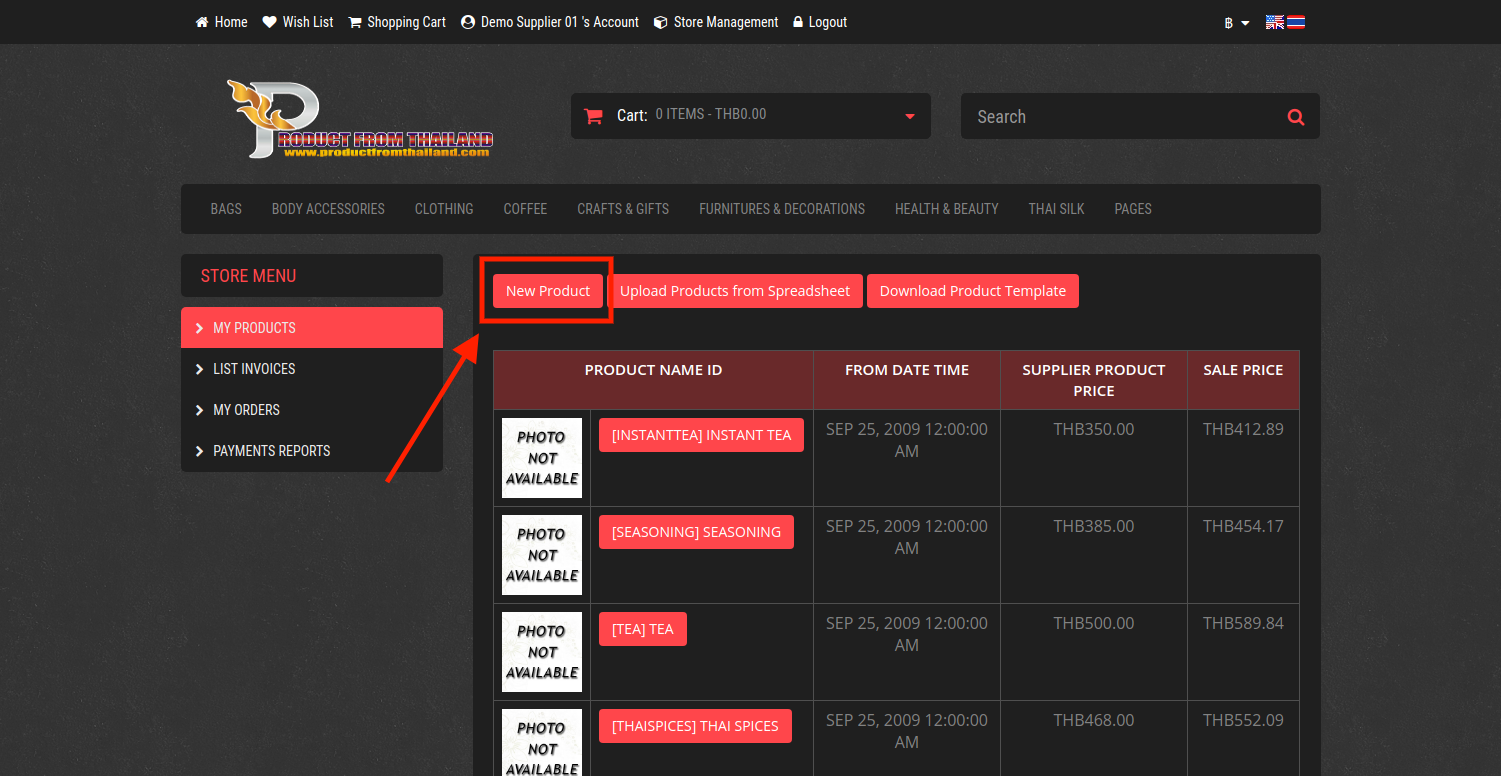 Home Wish List Shopping Cart Demo Supplier 01 's Account Store Management Logout ฿
PRODUCT FROM THAILAND
www.productfromthailand.com
Cart: 0 ITEMS - THB0.00
Search
BAGS BODY ACCESSORIES CLOTHING COFFEE CRAFTS & GIFTS FURNITURES & DECORATIONS HEALTH & BEAUTY THAI SILK PAGES
STORE MENU
MY PRODUCTS
LIST INVOICES
MY ORDERS
PAYMENTS REPORTS
New Product Upload Products from Spreadsheet Download Product Template
PRODUCT NAME ID FROM DATE TIME SUPPLIER PRODUCT SALE PRICE
PRICE
PHOTO
NOT
AVAILABLE
[INSTANTTEA] INSTANT TEA SEP 25, 2009 12:00:00 THB350.00 THB412.89
AM
PHOTO
NOT
AVAILABLE
[SEASONING] SEASONING SEP 25, 2009 12:00:00 THB385.00 THB454.17
AM
PHOTO
NOT
AVAILABLE
[TEA] TEA SEP 25, 2009 12:00:00 THB500.00 THB589.84
AM
PHOTO
NOT
AVAILABLE
[THAISPICES] THAI SPICES SEP 25, 2009 12:00:00 THB468.00 THB552.09
AM